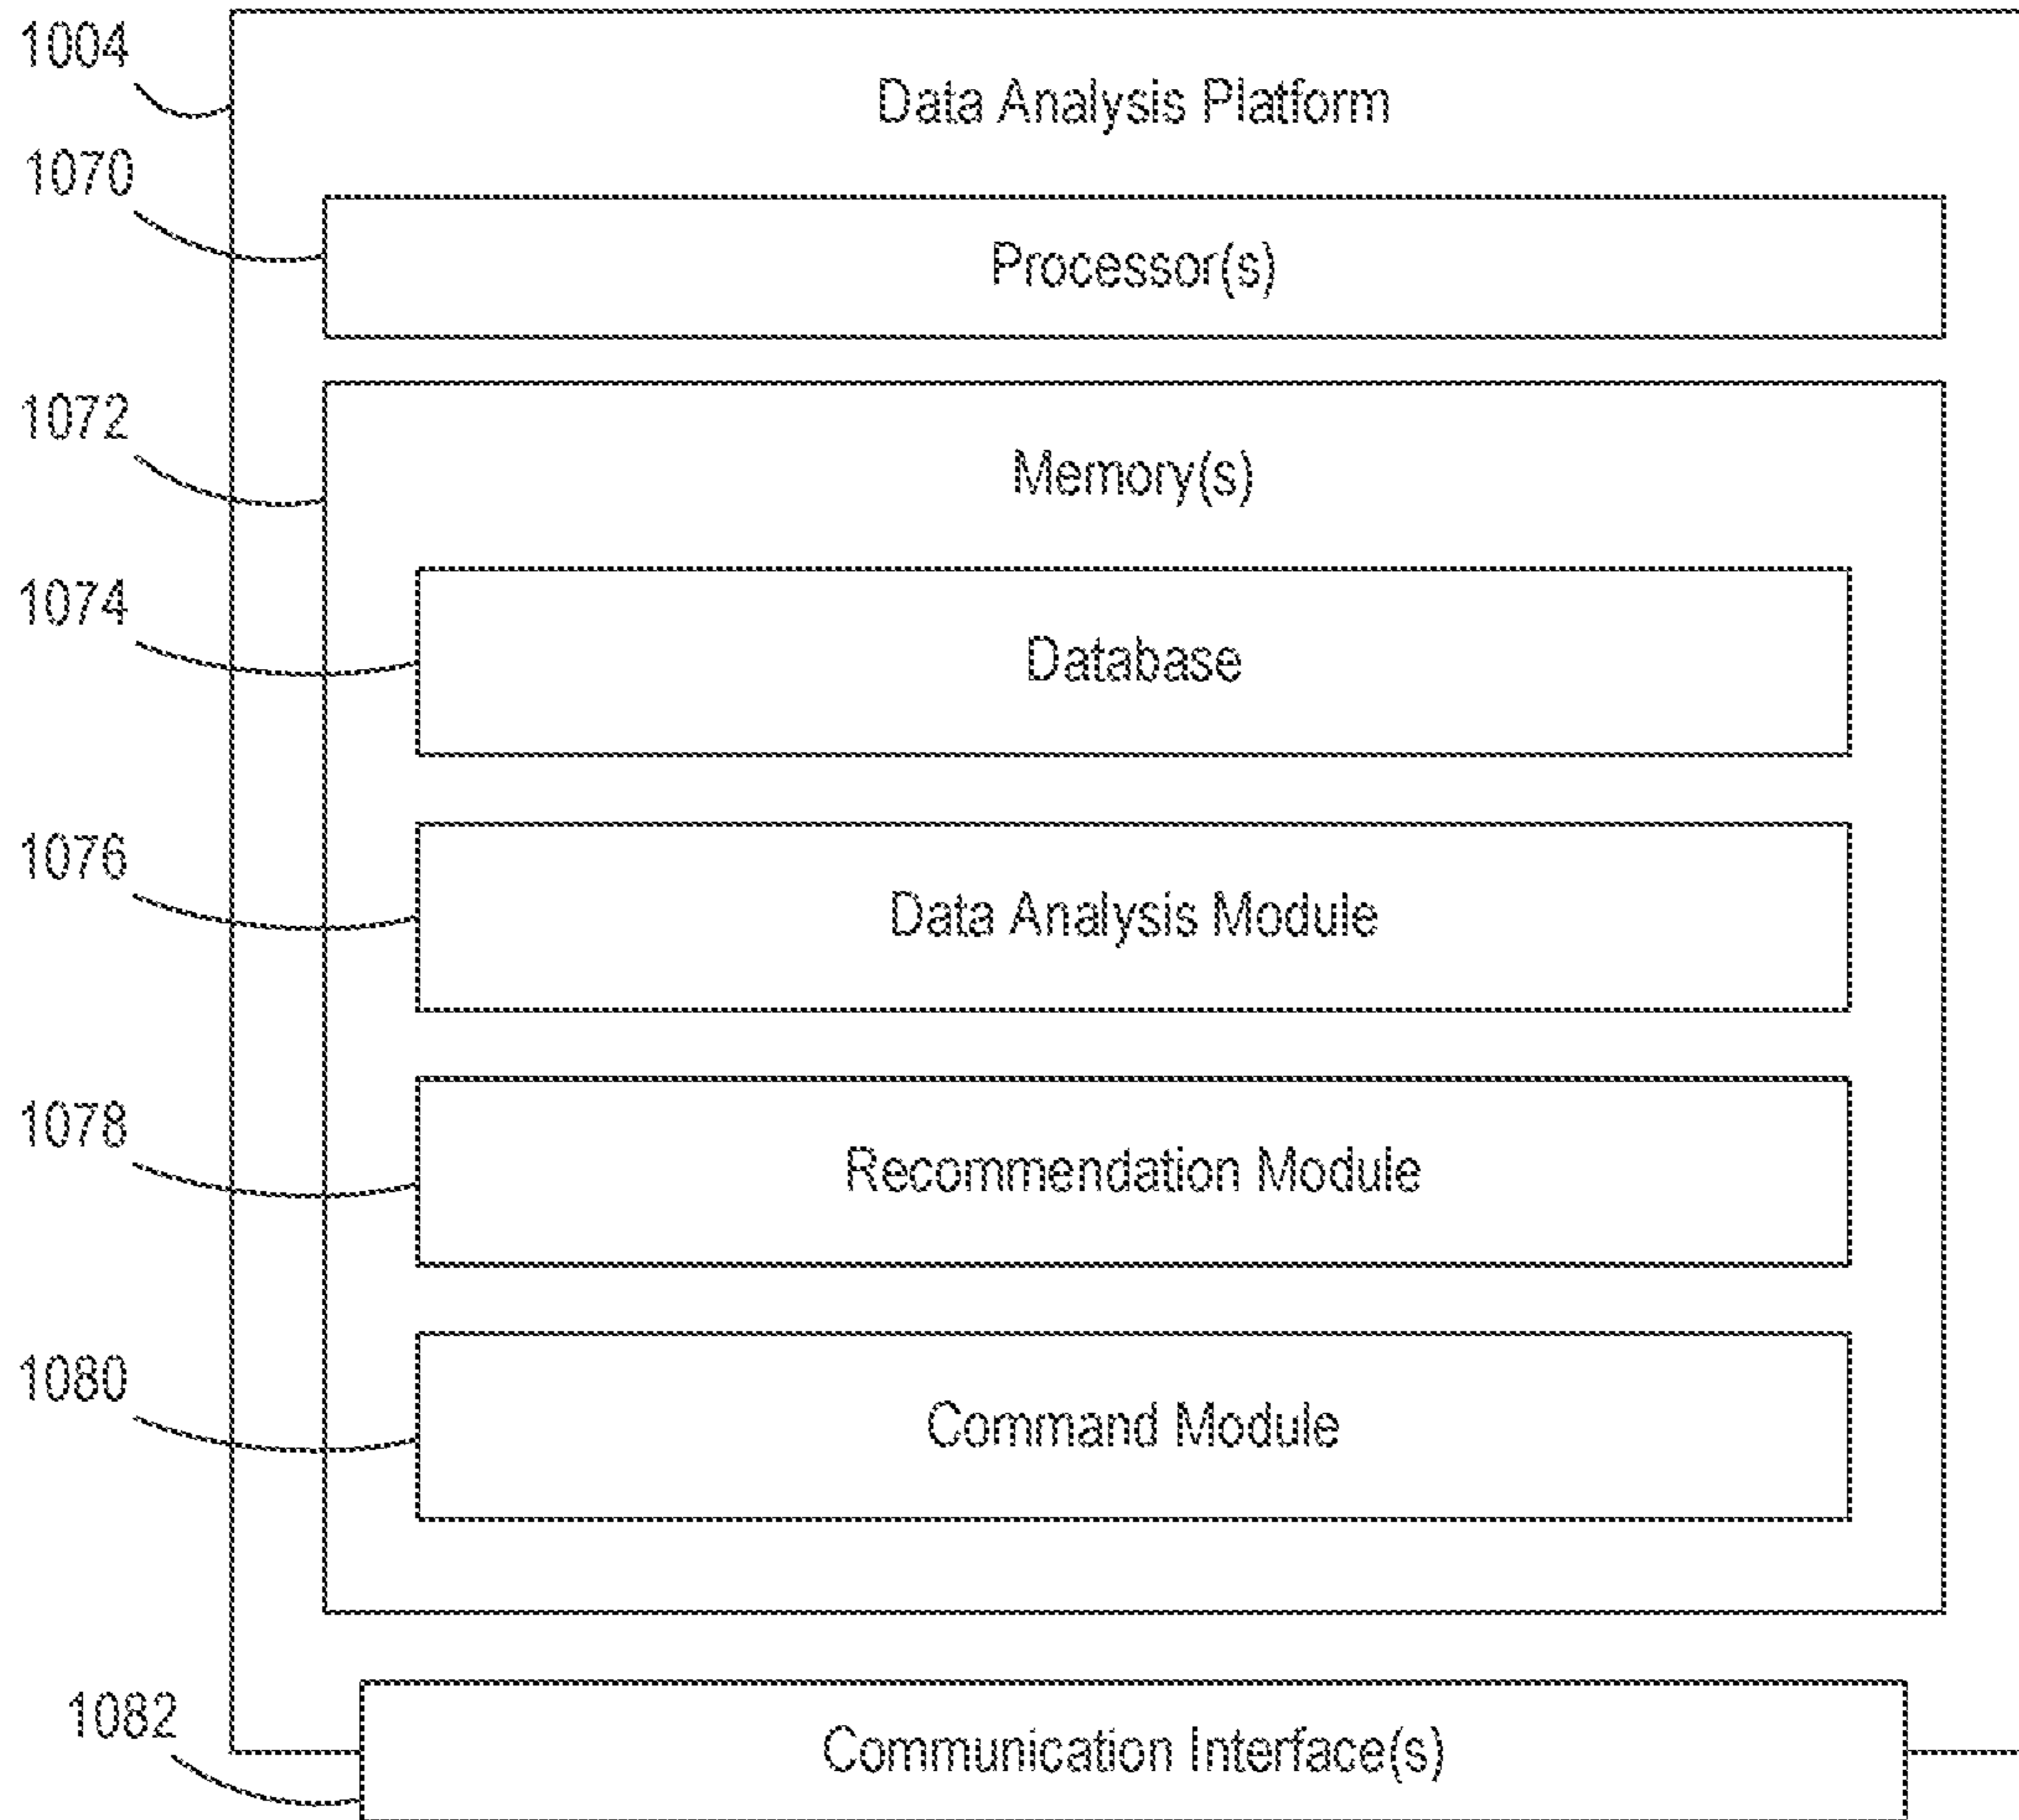 1004
Data Analysis Platform
1070
Processor(s)
1072
Memory(s)
1074
Database
1076
Data Analysis Module
1078
Recommendation Module
1080
Command Module
1082
Communication Interface(s)